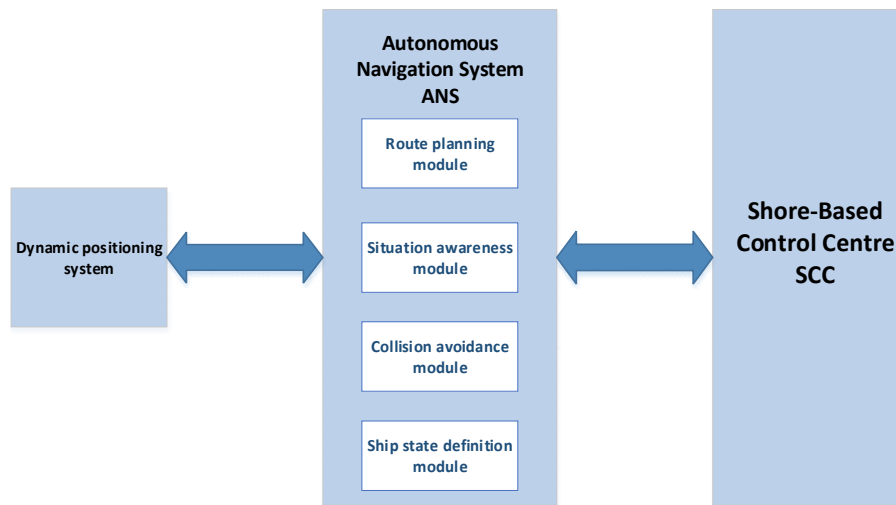 Autonomous
Navigation System
ANS
Route planning
module
Situation awareness
module
Collision avoidance
module
Ship state definition
module
Dynamic positioning
system
Shore-Based
Control Centre
SCC